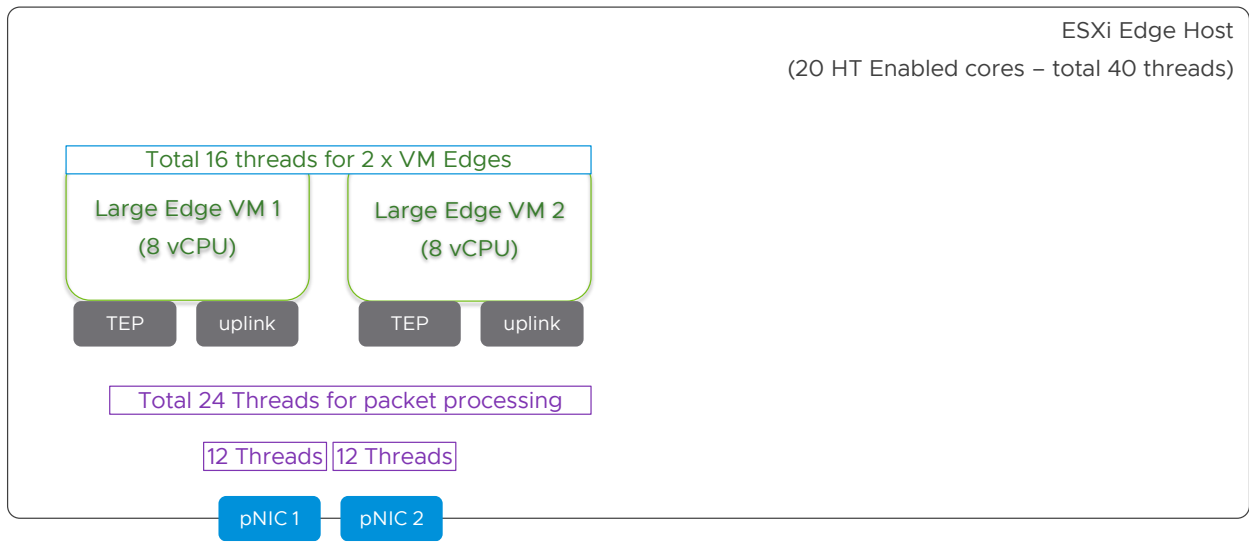 ESXi Edge Host
(20 HT Enabled cores – total 40 threads)
Total 16 threads for 2 x VM Edges
Large Edge VM 1
(8 vCPU)
Large Edge VM 2
(8 vCPU)
TEP
uplink
TEP
uplink
Total 24 Threads for packet processing
12 Threads
12 Threads
pNIC 1
pNIC 2